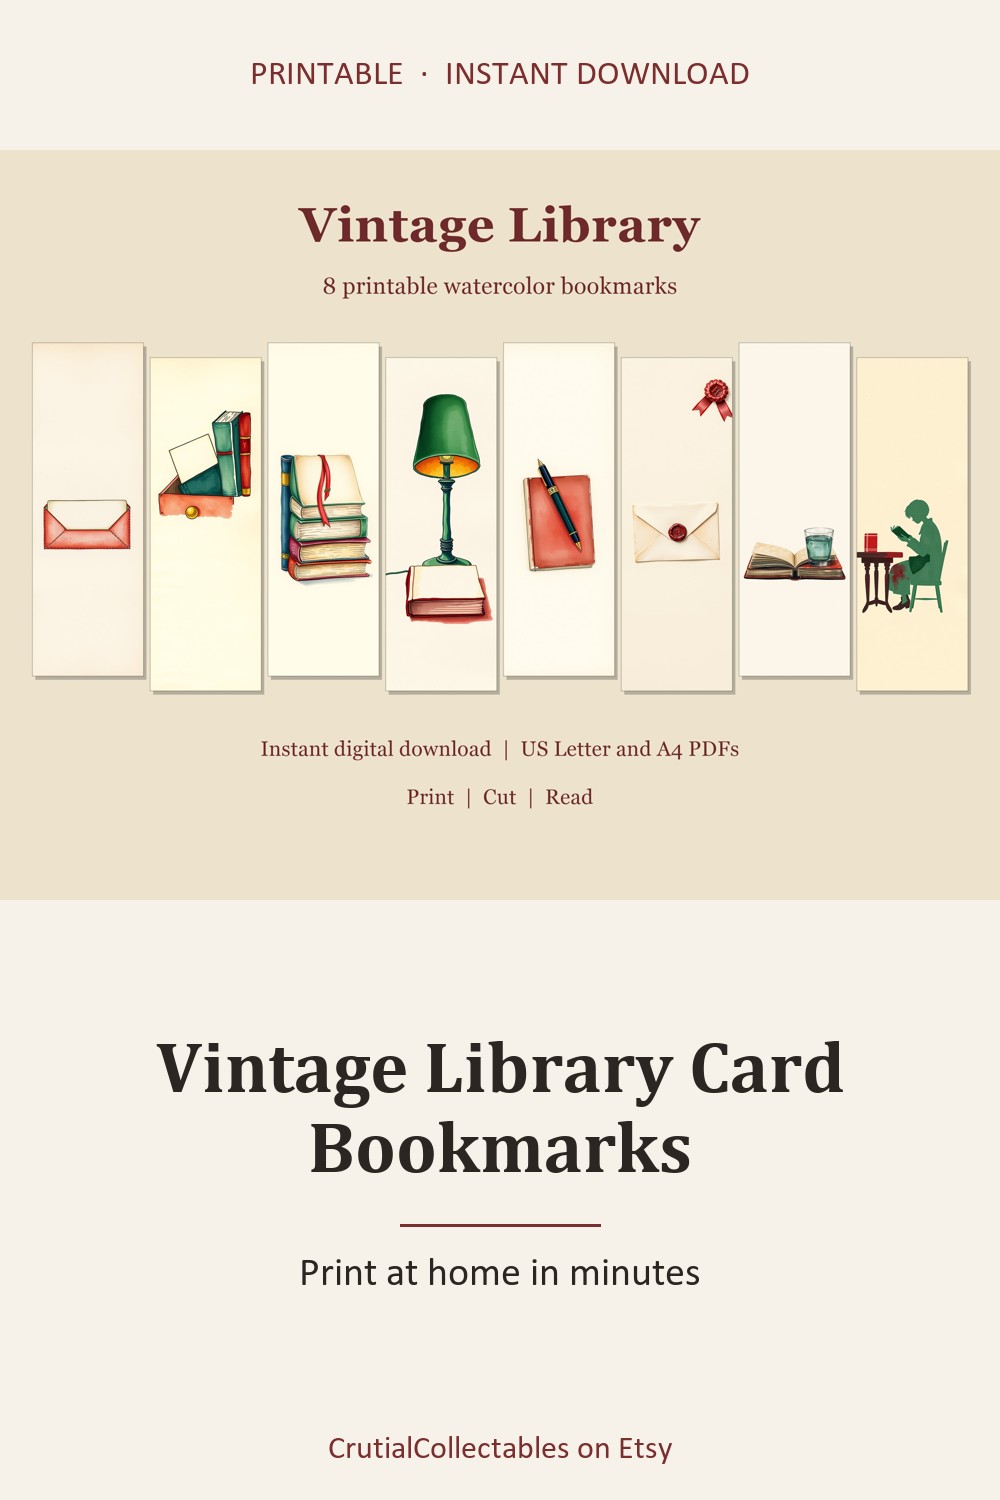 PRINTABLE · INSTANT DOWNLOAD
Vintage Library
8 printable watercolor bookmarks
Instant digital download | US Letter and A4 PDFs
Print | Cut | Read
Vintage Library Card
Bookmarks
Print at home in minutes
CrutialCollectables on Etsy